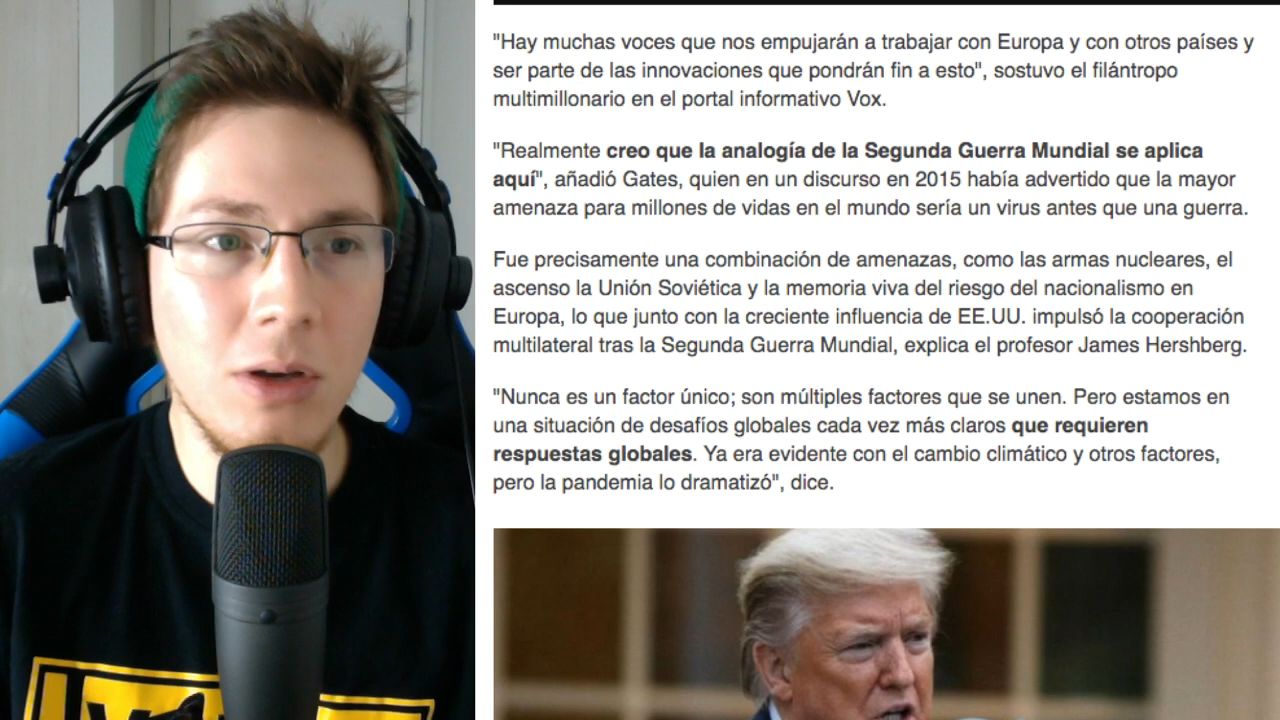 "Hay muchas voces que nos empujarán a trabajar con Europa y con otros países y
ser parte de las innovaciones que pondrán fin a esto", sostuvo el filántropo
multimillonario en el portal informativo Vox.
"Realmente creo que la analogía de la Segunda Guerra Mundial se aplica
aquí", añadió Gates, quien en un discurso en 2015 había advertido que la mayor
amenaza para millones de vidas en el mundo sería un virus antes que una guerra.
Fue precisamente una combinación de amenazas, como las armas nucleares, el
ascenso la Unión Soviética y la memoria viva del riesgo del nacionalismo en
Europa, lo que junto con la creciente influencia de EE.UU. impulsó la cooperación
multilateral tras la Segunda Guerra Mundial, explica el profesor James Hershberg.
"Nunca es un factor único; son múltiples factores que se unen. Pero estamos en
una situación de desafíos globales cada vez más claros que requieren
respuestas globales. Ya era evidente con el cambio climático y otros factores,
pero la pandemia lo dramatizó", dice.